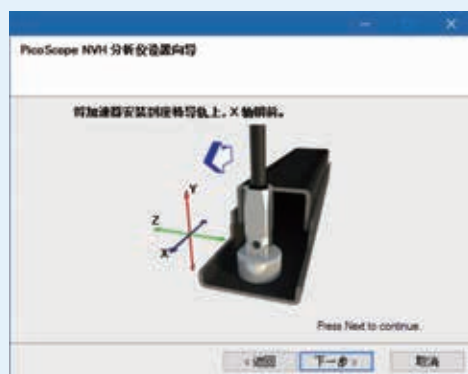 PicoScope NVH 分析仪设置向导
将加速器安装到座椅导轨上,X 轴朝前。
Y
Z
X
Press Next to continue.
< 返回
下一步 >
取消